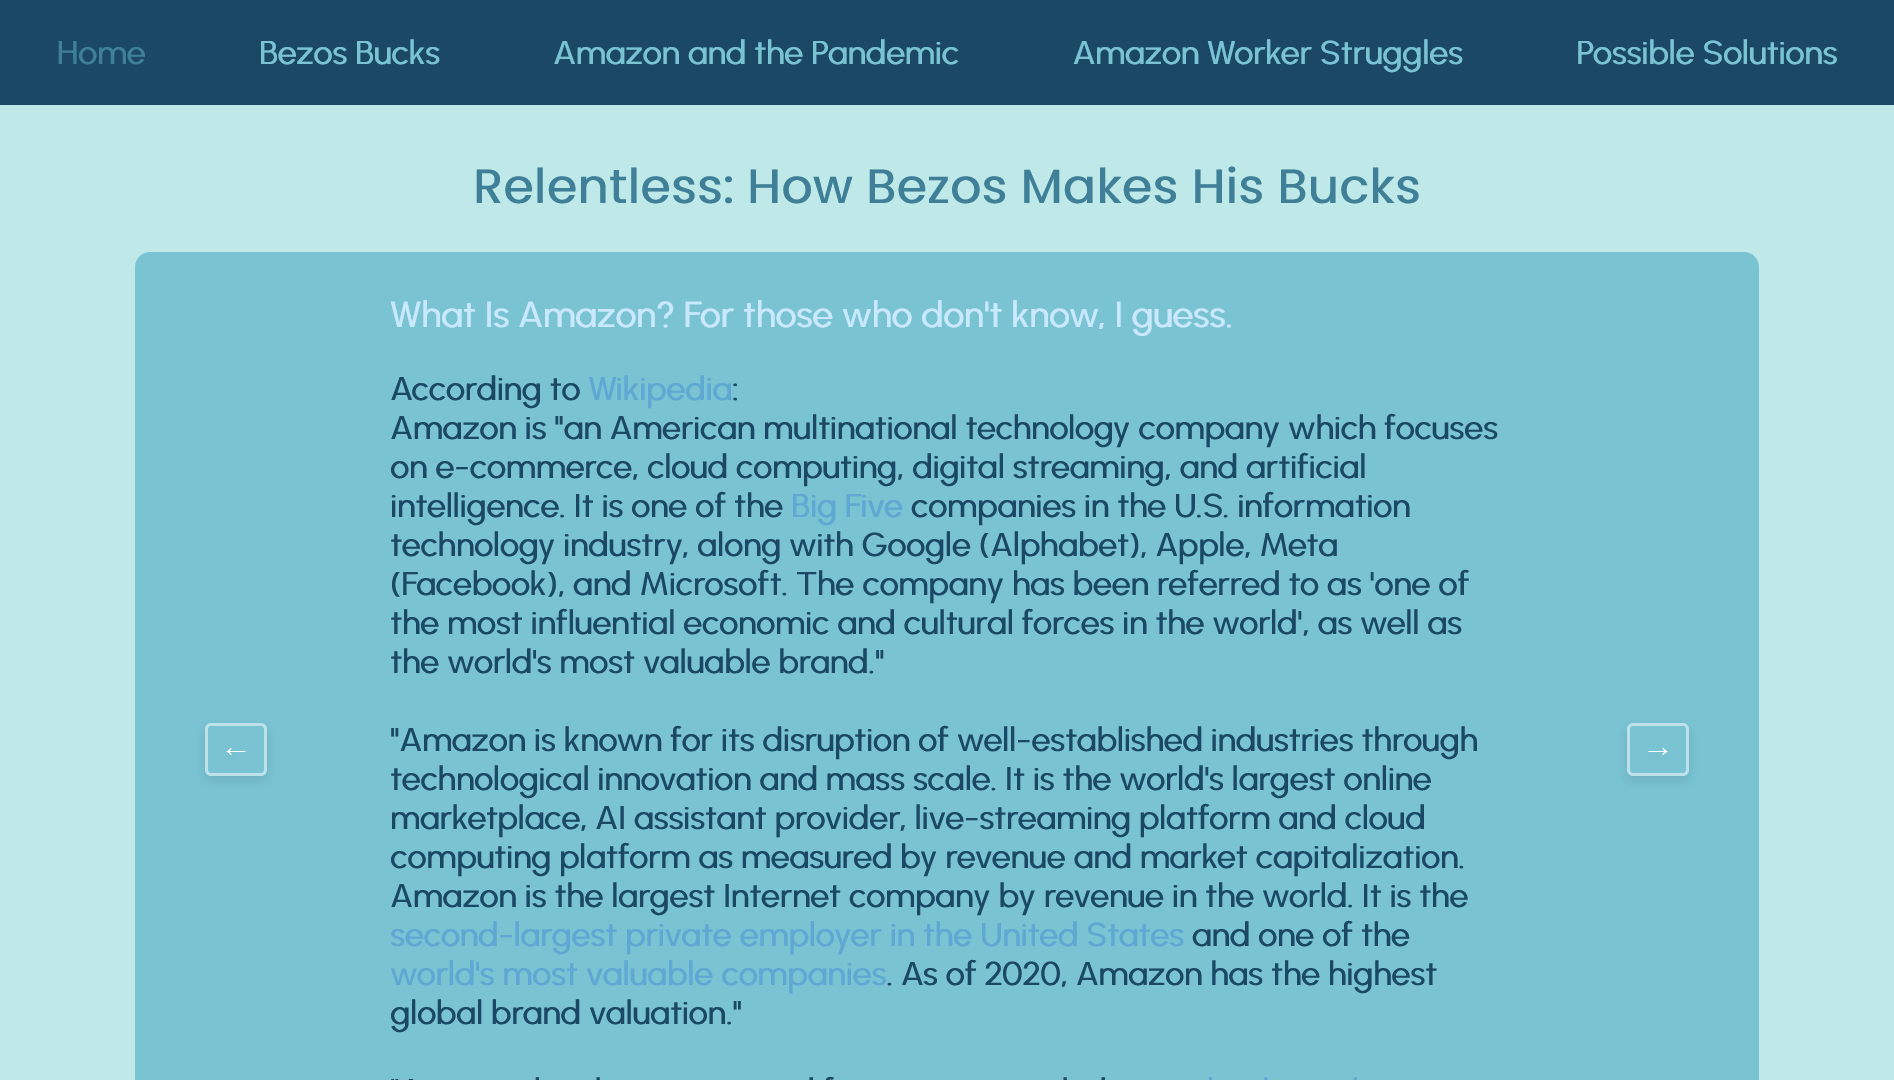 Home Bezos Bucks Amazon and the Pandemic Amazon Worker Struggles Possible Solutions
Relentless: How Bezos Makes His Bucks
What Is Amazon? For those who don't know, I guess.
According to Wikipedia:
Amazon is "an American multinational technology company which focuses
on e-commerce, cloud computing, digital streaming, and artificial
intelligence. It is one of the Big Five companies in the U.S. information
technology industry, along with Google (Alphabet), Apple, Meta
(Facebook), and Microsoft. The company has been referred to as 'one of
the most influential economic and cultural forces in the world', as well as
the world's most valuable brand."
"Amazon is known for its disruption of well-established industries through
technological innovation and mass scale. It is the world's largest online
marketplace, AI assistant provider, live-streaming platform and cloud
computing platform as measured by revenue and market capitalization.
Amazon is the largest Internet company by revenue in the world. It is the
second-largest private employer in the United States and one of the
world's most valuable companies. As of 2020, Amazon has the highest
global brand valuation."
← →